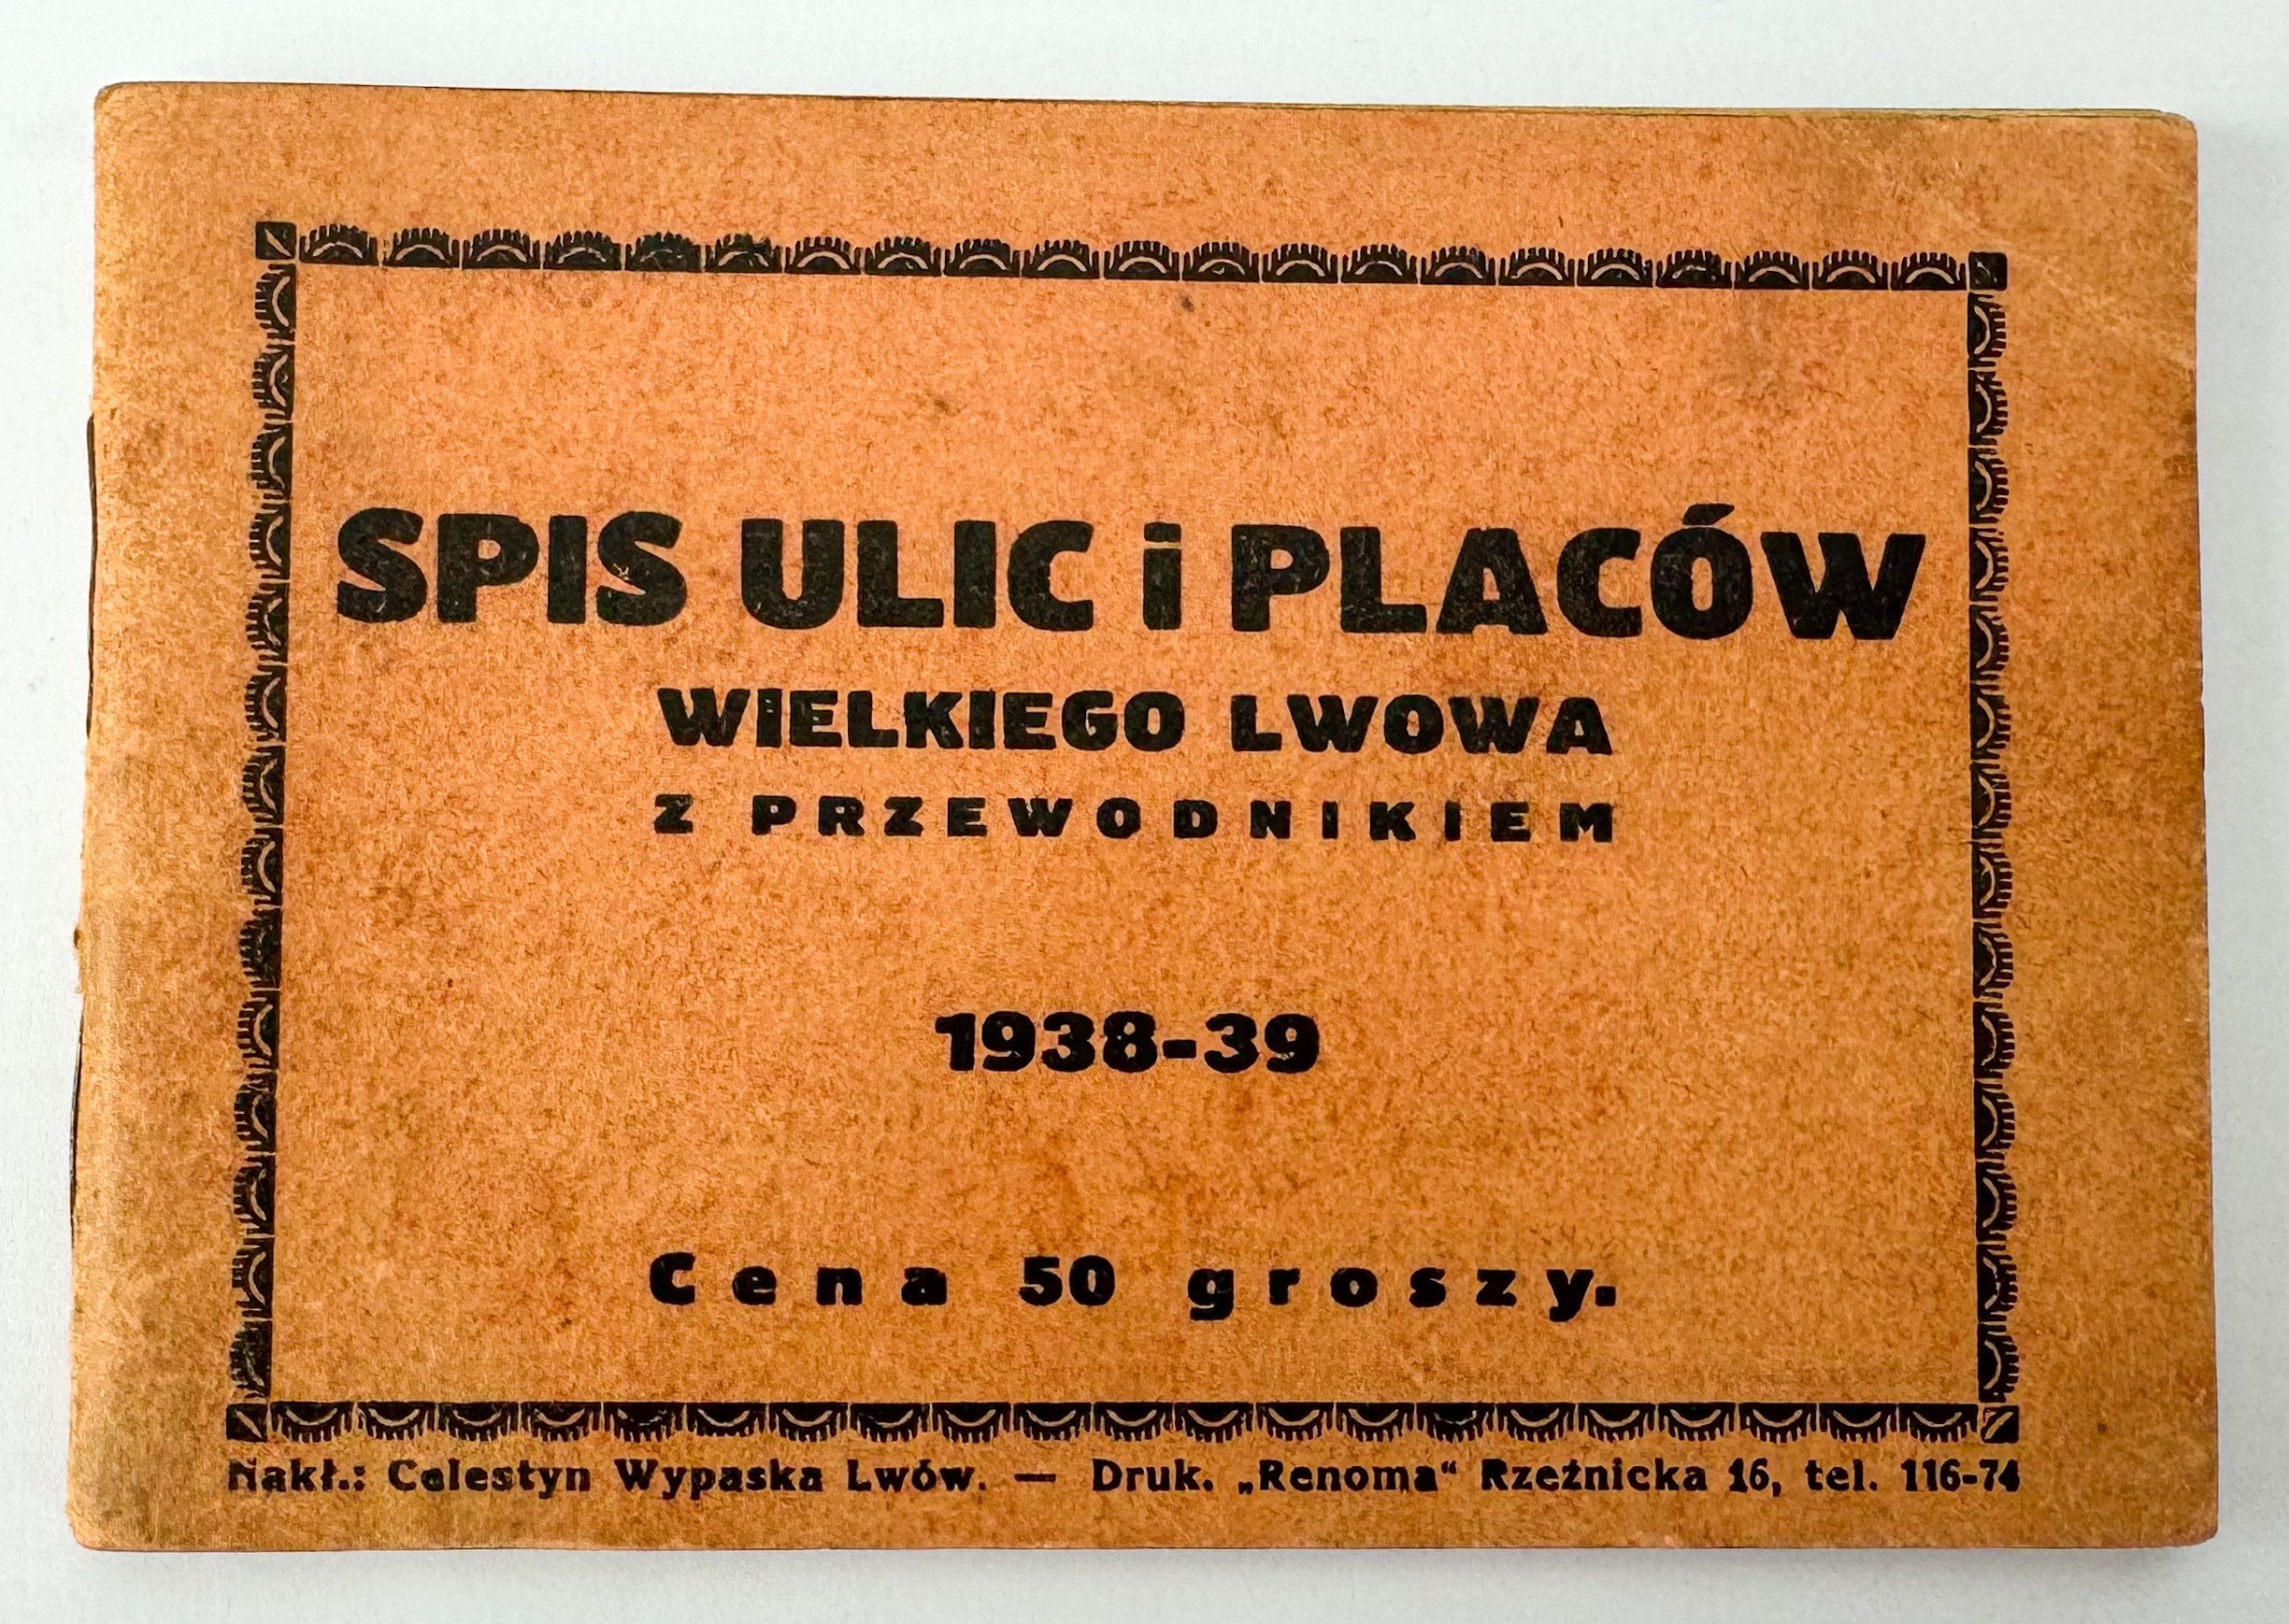 SPIS ULIC i PLACÓW
WIELKIEGO LWOWA
Z PRZEWODNIKIEM
1938-39
Cena 50 groszy.
Nakł.: Celestyn Wypaska Lwów. — Druk. „Renoma“ Rzeźnicka 16, tel. 116-74